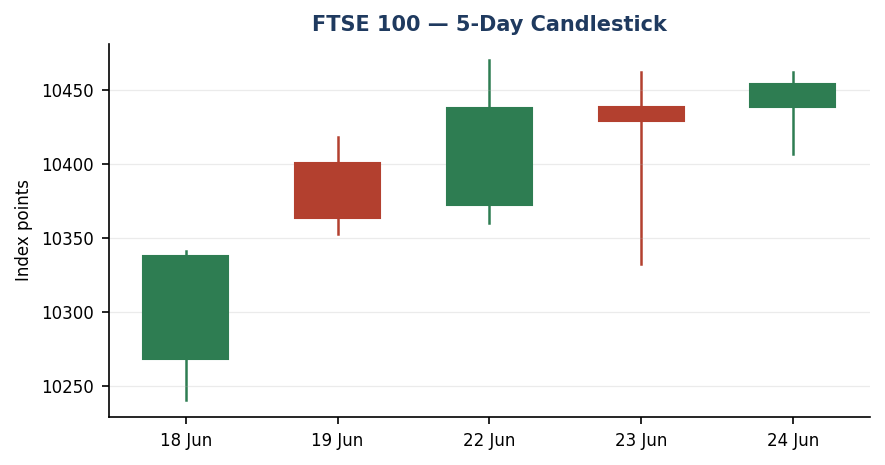 FTSE 100 — 5-Day Candlestick
Index points
10450
10400
10350
10300
10250
18 Jun 19 Jun 22 Jun 23 Jun 24 Jun